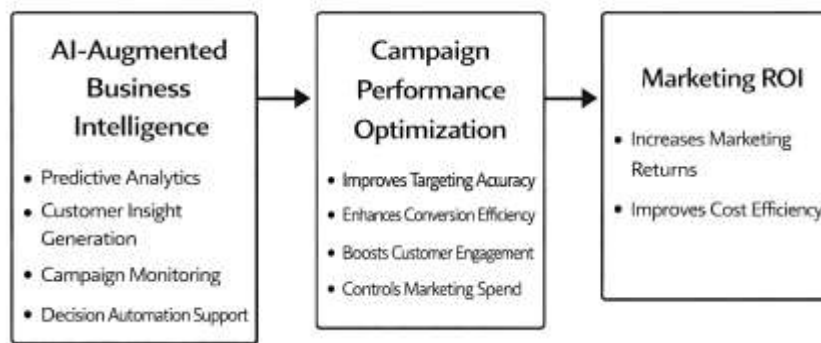 AI-Augmented
Business
Intelligence
• Predictive Analytics
• Customer Insight
Generation
• Campaign Monitoring
• Decision Automation Support
Campaign
Performance
Optimization
• Improves Targeting Accuracy
• Enhances Conversion Efficiency
• Boosts Customer Engagement
• Controls Marketing Spend
Marketing ROI
• Increases Marketing
Returns
• Improves Cost Efficiency